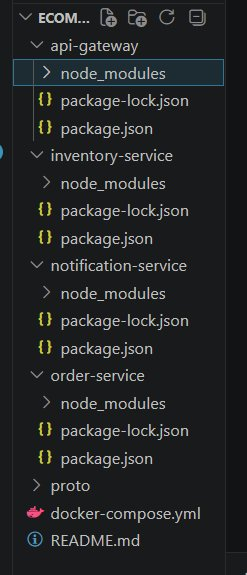 ECOM...
api-gateway
node_modules
package-lock.json
package.json
inventory-service
node_modules
package-lock.json
package.json
notification-service
node_modules
package-lock.json
package.json
order-service
node_modules
package-lock.json
package.json
proto
docker-compose.yml
README.md